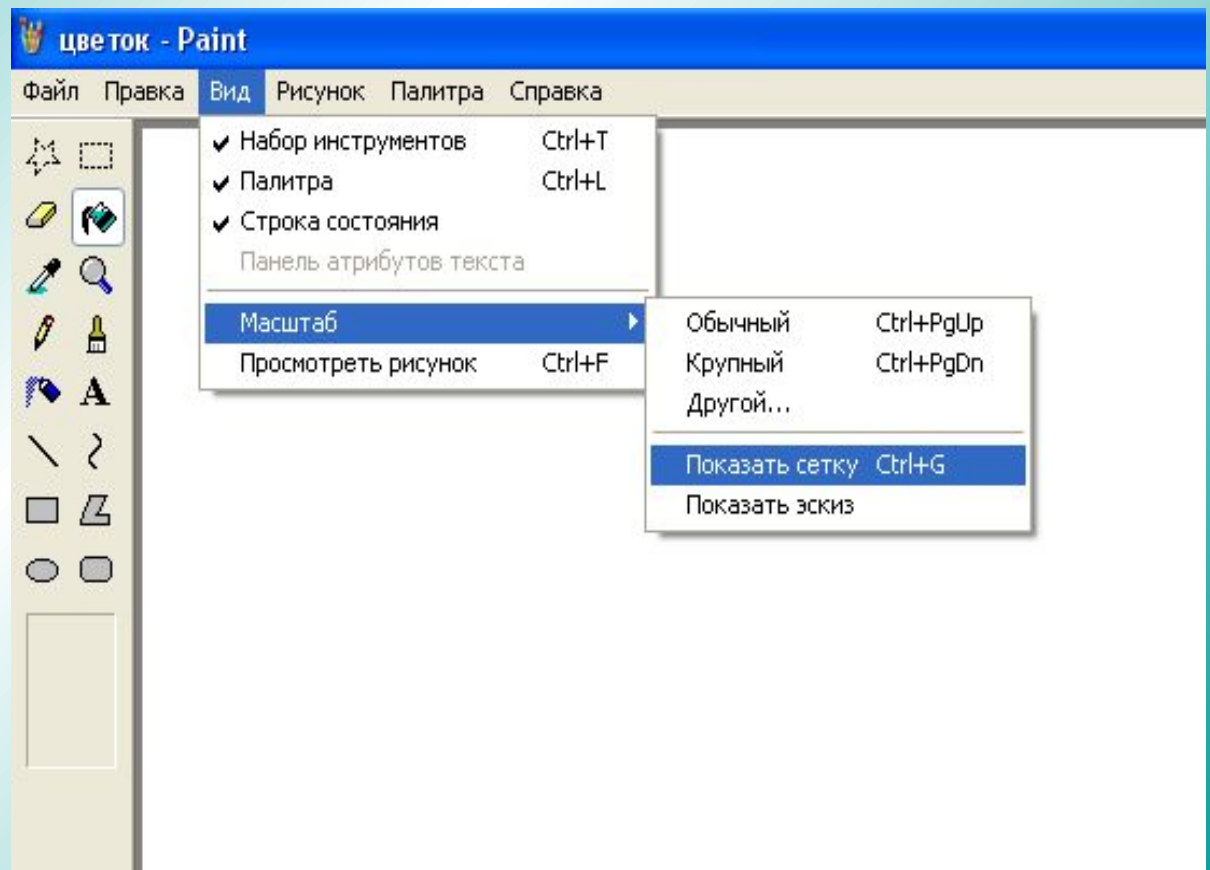 цветок - Paint
Файл Правка Вид Рисунок Палитра Справка
Набор инструментов Ctrl+T
Палитра Ctrl+L
Строка состояния
Панель атрибутов текста
Масштаб
Просмотреть рисунок Ctrl+F
Обычный Ctrl+PgUp
Крупный Ctrl+PgDn
Другой...
Показать сетку Ctrl+G
Показать эскиз
A